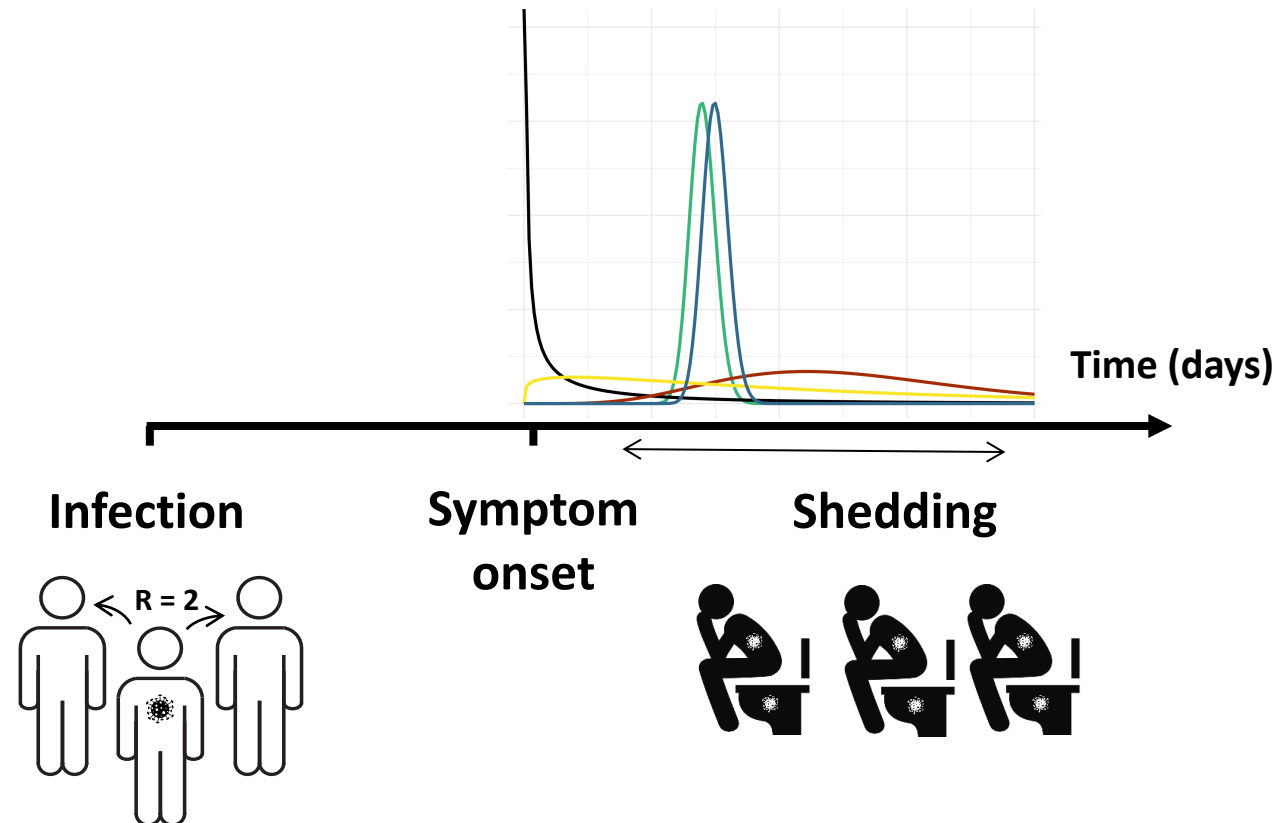 Time (days)
Infection
Symptom
onset
Shedding
R = 2